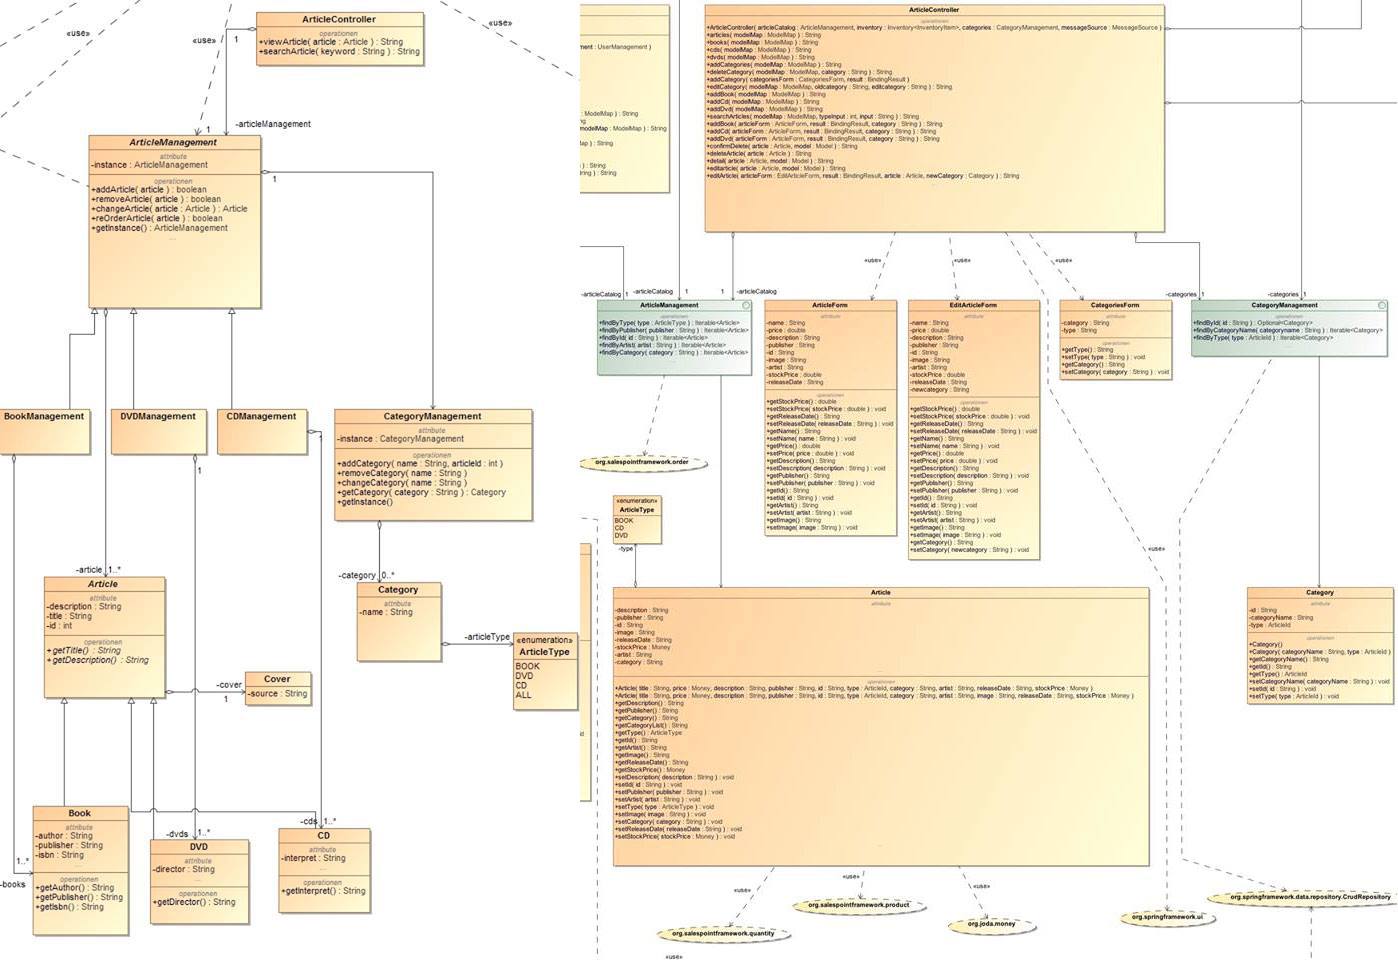 «use»
«use»
«use»
ArticleController
operationen
+viewArticle( article : Article ) : String
+searchArticle( keyword : String ) : String
1
1
-articleManagement
ArticleManagement
attribute
-instance : ArticleManagement
operationen
+addArticle( article ) : boolean
+removeArticle( article ) : boolean
+changeArticle( article : Article ) : Article
+reOrderArticle( article ) : boolean
+getInstance() : ArticleManagement
1
BookManagement
DVDManagement
CDManagement
1
CategoryManagement
attribute
-instance : CategoryManagement
operationen
+addCategory( name : String, articleId : int )
+removeCategory( name : String )
+changeCategory( name : String )
+getCategory( category : String ) : Category
+getInstance()
-article 1..*
Article
attribute
-description : String
-title : String
-id : int
operationen
+getTitle() : String
+getDescription() : String
-category 0..*
Category
attribute
-name : String
-articleType
«enumeration»
ArticleType
BOOK
DVD
CD
ALL
-cover
1
Cover
-source : String
1..*
-books
Book
attribute
-author : String
-publisher : String
-isbn : String
operationen
+getAuthor() : String
+getPublisher() : String
+getIsbn() : String
-dvds 1..*
DVD
attribute
-director : String
operationen
+getDirector() : String
-cds 1..*
CD
attribute
-interpret : String
operationen
+getInterpret() : String
ment : UserManagement )
ModelMap ) : String
modelMap : ModelMap ) : String
ap ) : String
ng ) : String
tring ) : String
ArticleController
operationen
+ArticleController( articleCatalog : ArticleManagement, inventory : Inventory<InventoryItem>, categories : CategoryManagement, messageSource : MessageSource )
+articles( modelMap : ModelMap ) : String
+books( modelMap : ModelMap ) : String
+cds( modelMap : ModelMap ) : String
+dvds( modelMap : ModelMap ) : String
+addCategories( modelMap : ModelMap ) : String
+deleteCategory( modelMap : ModelMap, category : String ) : String
+addCategory( categoriesForm : CategoriesForm, result : BindingResult )
+editCategory( modelMap : ModelMap, oldcategory : String, editcategory : String ) : String
+addBook( modelMap : ModelMap ) : String
+addCd( modelMap : ModelMap ) : String
+addDvd( modelMap : ModelMap ) : String
+searchArticles( modelMap : ModelMap, typeInput : int, input : String ) : String
+addBook( articleForm : ArticleForm, result : BindingResult, category : String ) : String
+addCd( articleForm : ArticleForm, result : BindingResult, category : String ) : String
+addDvd( articleForm : ArticleForm, result : BindingResult, category : String ) : String
+confirmDelete( article : Article, model : Model ) : String
+deleteArticle( article : Article ) : String
+detail( article : Article, model : Model ) : String
+editarticle( article : Article, model : Model ) : String
+editArticle( articleForm : EditArticleForm, result : BindingResult, article : Article, newCategory : Category ) : String
«use»
«use»
«use»
-articleCatalog 1
-articleCatalog 1
1 -articleCatalog
-categories 1
-categories 1
ArticleManagement
operationen
+findByType( type : ArticleType ) : Iterable<Article>
+findByPublisher( publisher : String ) : Iterable<Article>
+findById( id : String ) : Iterable<Article>
+findByArtist( artist : String ) : Iterable<Article>
+findByCategory( category : String ) : Iterable<Article>
ArticleForm
attribute
-name : String
-price : double
-description : String
-publisher : String
-id : String
-image : String
-artist : String
-stockPrice : double
-releaseDate : String
operationen
+getStockPrice() : double
+setStockPrice( stockPrice : double ) : void
+getReleaseDate() : String
+setReleaseDate( releaseDate : String ) : void
+getName() : String
+setName( name : String ) : void
+getPrice() : double
+setPrice( price : double ) : void
+getDescription() : String
+setDescription( description : String ) : void
+getPublisher() : String
+setPublisher( publisher : String ) : void
+getId() : String
+setId( id : String ) : void
+getArtist() : String
+setArtist( artist : String ) : void
+getImage() : String
+setImage( image : String ) : void
EditArticleForm
attribute
-name : String
-price : double
-description : String
-publisher : String
-id : String
-image : String
-artist : String
-stockPrice : double
-releaseDate : String
-newcategory : String
operationen
+getStockPrice() : double
+setStockPrice( stockPrice : double ) : void
+getReleaseDate() : String
+setReleaseDate( releaseDate : String ) : void
+getName() : String
+setName( name : String ) : void
+getPrice() : double
+setPrice( price : double ) : void
+getDescription() : String
+setDescription( description : String ) : void
+getPublisher() : String
+setPublisher( publisher : String ) : void
+getId() : String
+setId( id : String ) : void
+getArtist() : String
+setArtist( artist : String ) : void
+getImage() : String
+setImage( image : String ) : void
+getCategory() : String
+setCategory( newcategory : String ) : void
CategoriesForm
attribute
-category : String
-type : String
operationen
+getType() : String
+setType( type : String ) : void
+getCategory() : String
+setCategory( category : String ) : void
CategoryManagement
operationen
+findById( id : String ) : Optional<Category>
+findByCategoryName( categoryname : String ) : Iterable<Category>
+findByType( type : ArticleId ) : Iterable<Category>
org.salespointframework.order
«enumeration»
ArticleType
BOOK
CD
DVD
-type
«use»
Article
attribute
-description : String
-publisher : String
-id : String
-image : String
-releaseDate : String
-stockPrice : Money
-artist : String
-category : String
operationen
+Article( title : String, price : Money, description : String, publisher : String, id : String, type : ArticleId, category : String, artist : String, releaseDate : String, stockPrice : Money )
+Article( title : String, price : Money, description : String, publisher : String, id : String, type : ArticleId, category : String, artist : String, image : String, releaseDate : String, stockPrice : Money )
+getDescription() : String
+getPublisher() : String
+getCategory() : String
+getCategoryList() : String
+getType() : ArticleType
+getId() : String
+getArtist() : String
+getImage() : String
+getReleaseDate() : String
+getStockPrice() : Money
+setDescription( description : String ) : void
+setId( id : String ) : void
+setPublisher( publisher : String ) : void
+setArtist( artist : String ) : void
+setType( type : ArticleType ) : void
+setImage( image : String ) : void
+setCategory( category : String ) : void
+setReleaseDate( releaseDate : String ) : void
+setStockPrice( stockPrice : Money ) : void
Category
attribute
-id : String
-categoryName : String
-type : ArticleId
operationen
+Category()
+Category( categoryName : String, type : ArticleId )
+getCategoryName() : String
+getId() : String
+getType() : ArticleId
+setCategoryName( categoryName : String ) : void
+setId( id : String ) : void
+setType( type : ArticleId ) : void
«use»
«use»
«use»
org.salespointframework.quantity
org.salespointframework.product
org.joda.money
org.springframework.ui
org.springframework.data.repository.CrudRepository
«use»